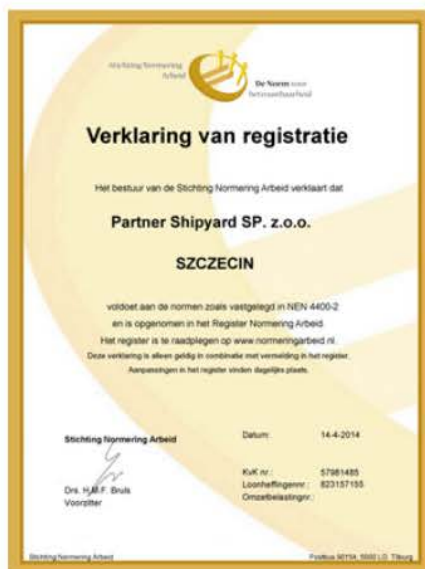 Stichting Normering
Arbeid
De Norm voor
betrouwbaarheid
Verklaring van registratie
Het bestuur van de Stichting Normering Arbeid verklaart dat
Partner Shipyard SP. z.o.o.
SZCZECIN
voldoet aan de normen zoals vastgelegd in NEN 4400-2
en is opgenomen in het Register Normering Arbeid.
Het register is te raadplegen op www.normeringarbeid.nl.
Deze verklaring is alleen geldig in combinatie met vermelding in het register.
Aanpassingen in het register vinden dagelijks plaats.
Stichting Normering Arbeid
Datum: 14-4-2014
KvK nr.: 57981485
Loonheffingennr.: 823157155
Omzetbelastingnr.:
Drs. H.M.F. Bruls
Voorzitter
Stichting Normering Arbeid
Postbus 90154, 5000 LG Tilburg